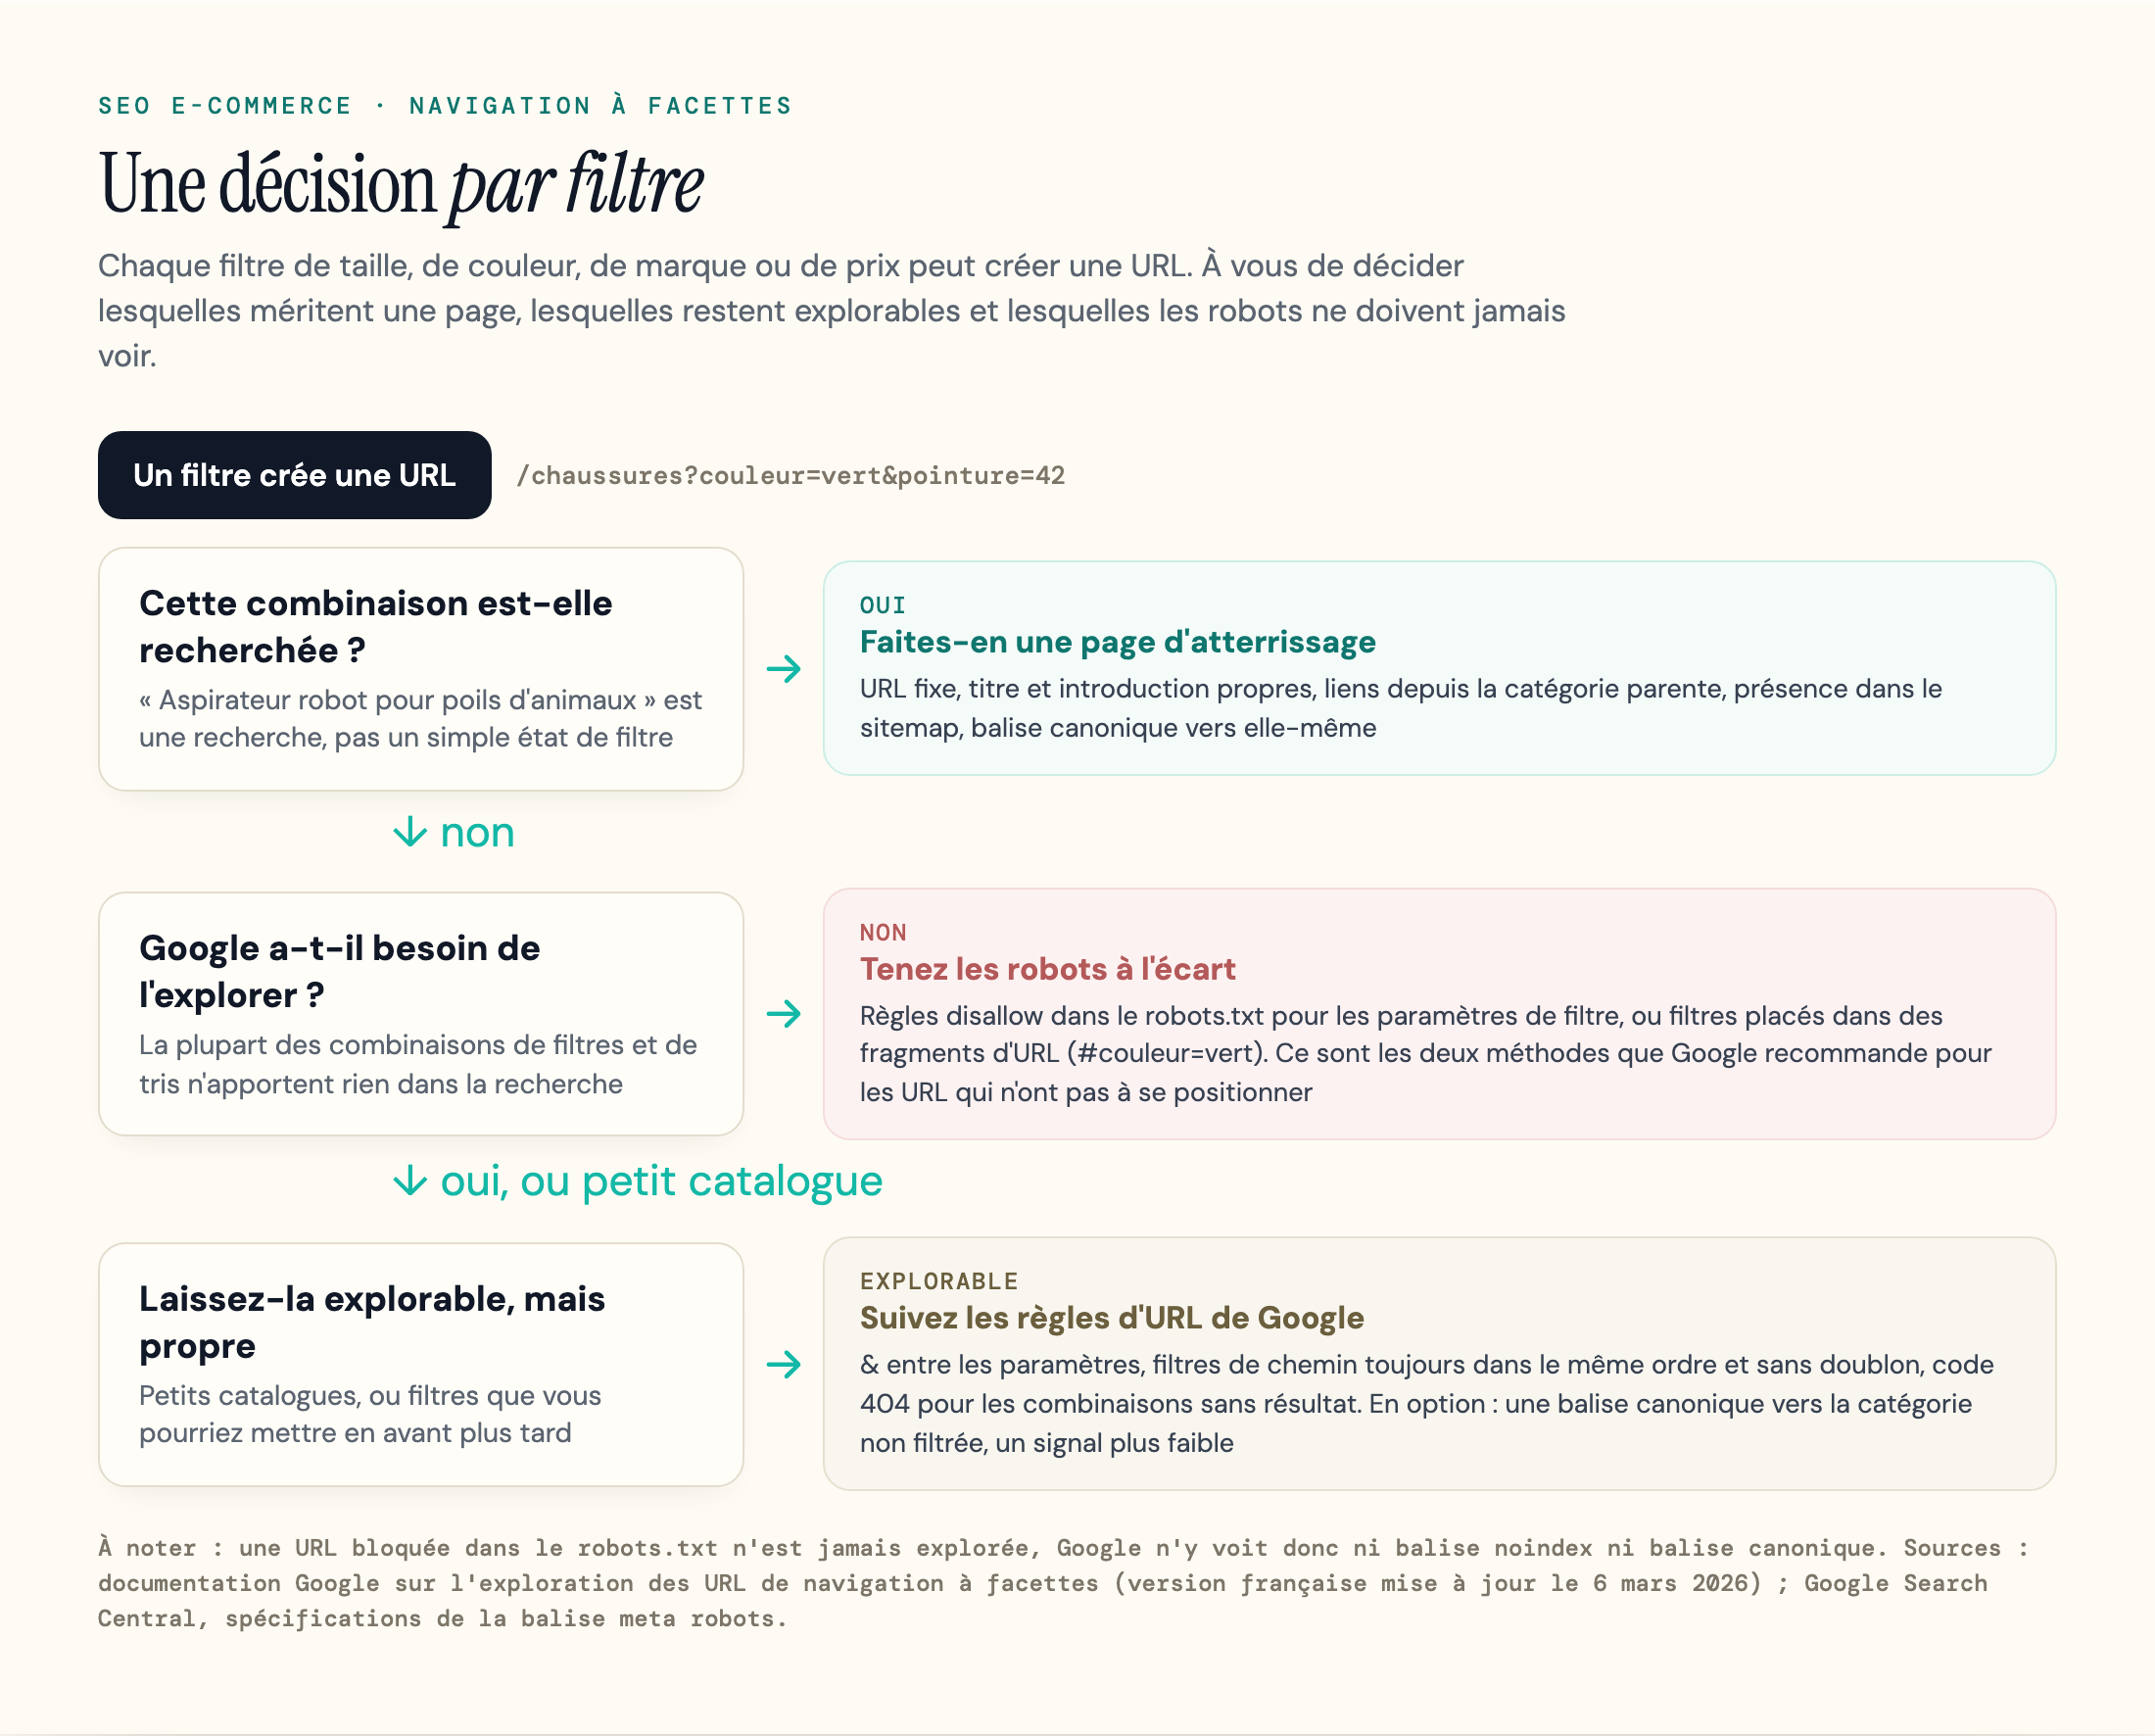 SEO E-COMMERCE · NAVIGATION À FACETTES
Une décision par filtre
Chaque filtre de taille, de couleur, de marque ou de prix peut créer une URL. À vous de décider
lesquelles méritent une page, lesquelles restent explorables et lesquelles les robots ne doivent jamais
voir.
Un filtre crée une URL
/chaussures?couleur=vert&pointure=42
Cette combinaison est-elle
recherchée ?
« Aspirateur robot pour poils d'animaux » est
une recherche, pas un simple état de filtre
→
OUI
Faites-en une page d'atterrissage
URL fixe, titre et introduction propres, liens depuis la catégorie parente, présence dans le
sitemap, balise canonique vers elle-même
↓ non
Google a-t-il besoin de
l'explorer ?
La plupart des combinaisons de filtres et de
tris n'apportent rien dans la recherche
→
NON
Tenez les robots à l'écart
Règles disallow dans le robots.txt pour les paramètres de filtre, ou filtres placés dans des
fragments d'URL (#couleur=vert). Ce sont les deux méthodes que Google recommande pour
les URL qui n'ont pas à se positionner
↓ oui, ou petit catalogue
Laissez-la explorable, mais
propre
Petits catalogues, ou filtres que vous
pourriez mettre en avant plus tard
→
EXPLORABLE
Suivez les règles d'URL de Google
& entre les paramètres, filtres de chemin toujours dans le même ordre et sans doublon, code
404 pour les combinaisons sans résultat. En option : une balise canonique vers la catégorie
non filtrée, un signal plus faible
À noter : une URL bloquée dans le robots.txt n'est jamais explorée, Google n'y voit donc ni balise noindex ni balise canonique. Sources :
documentation Google sur l'exploration des URL de navigation à facettes (version française mise à jour le 6 mars 2026) ; Google Search
Central, spécifications de la balise meta robots.